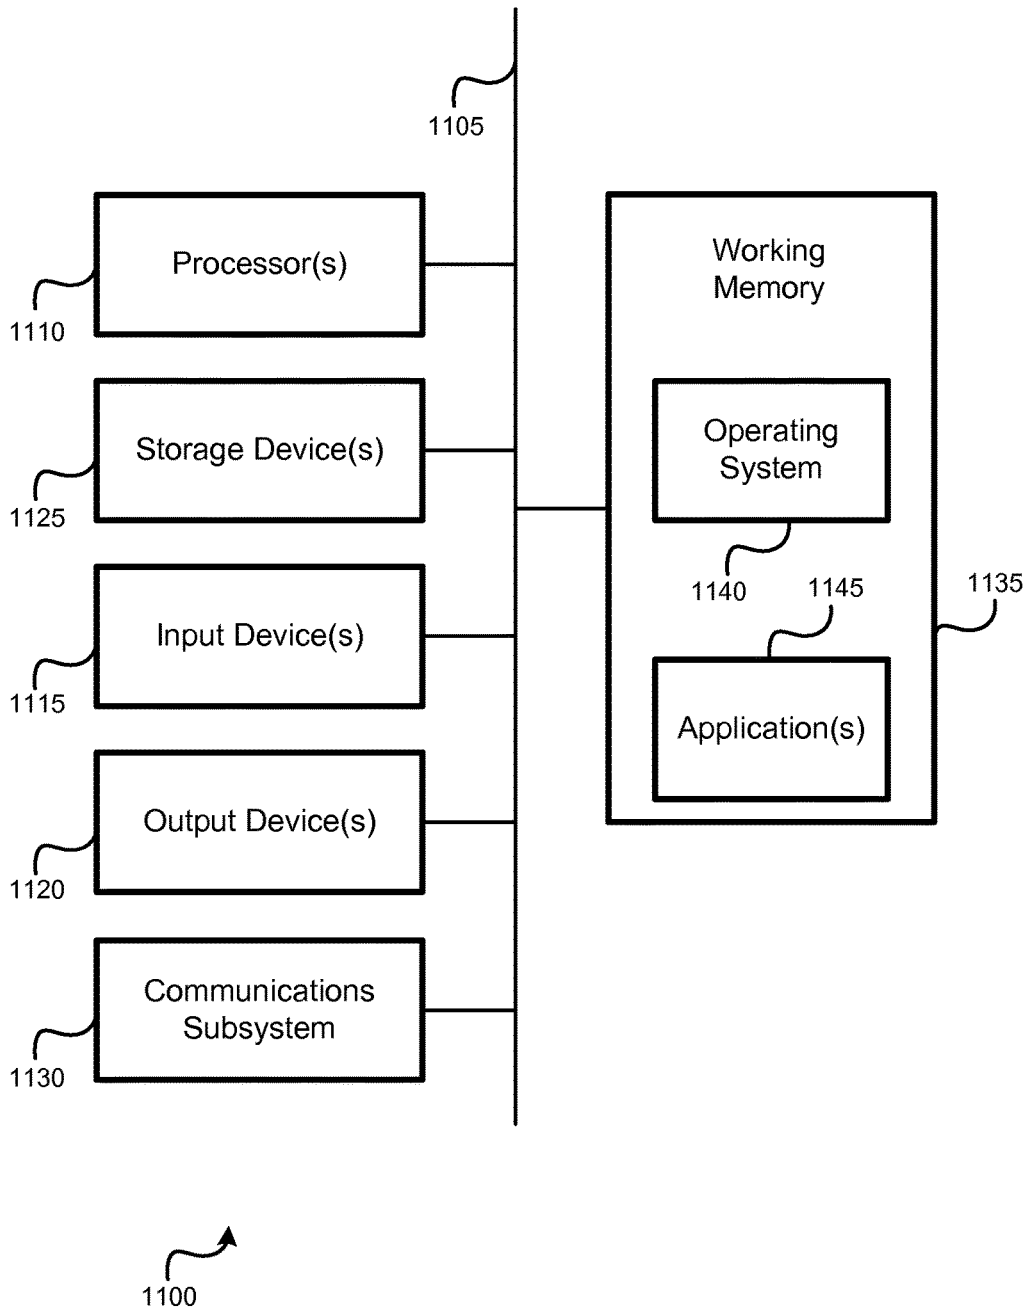 1105
Processor(s)
1110
Storage Device(s)
1125
Input Device(s)
1115
Output Device(s)
1120
Communications
Subsystem
1130
Working
Memory
Operating
System
1140
1145
1135
Application(s)
1100